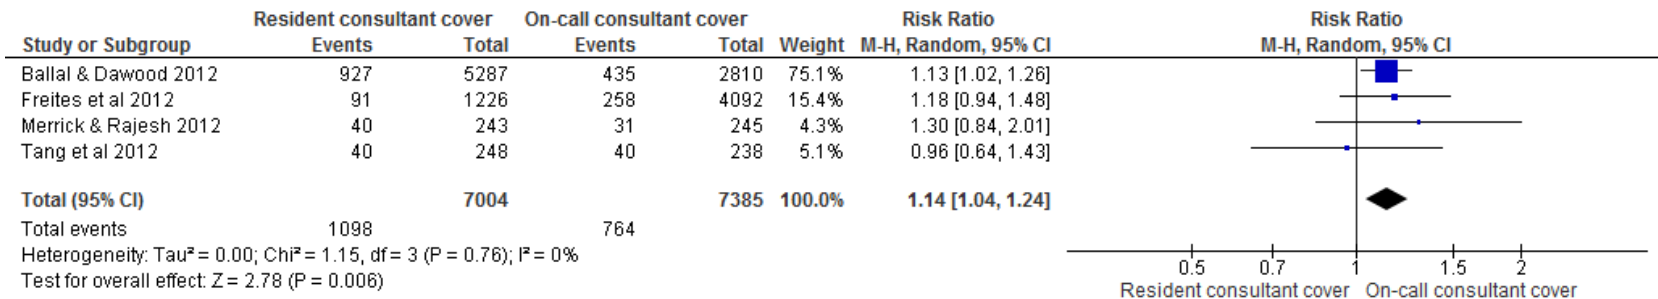 Resident consultant cover On-call consultant cover Risk Ratio Risk Ratio
Study or Subgroup Events Total Events Total Weight M-H, Random, 95% CI M-H, Random, 95% CI
Ballal & Dawood 2012 927 5287 435 2810 75.1% 1.13 [1.02, 1.26]
Freites et al 2012 91 1226 258 4092 15.4% 1.18 [0.94, 1.48]
Merrick & Rajesh 2012 40 243 31 245 4.3% 1.30 [0.84, 2.01]
Tang et al 2012 40 248 40 238 5.1% 0.96 [0.64, 1.43]
Total (95% CI) 7004 7385 100.0% 1.14 [1.04, 1.24]
Total events 1098 764
Heterogeneity: Tau² = 0.00; Chi² = 1.15, df = 3 (P = 0.76); I² = 0%
Test for overall effect: Z = 2.78 (P = 0.006)
0.5 0.7 1 1.5 2
Resident consultant cover On-call consultant cover